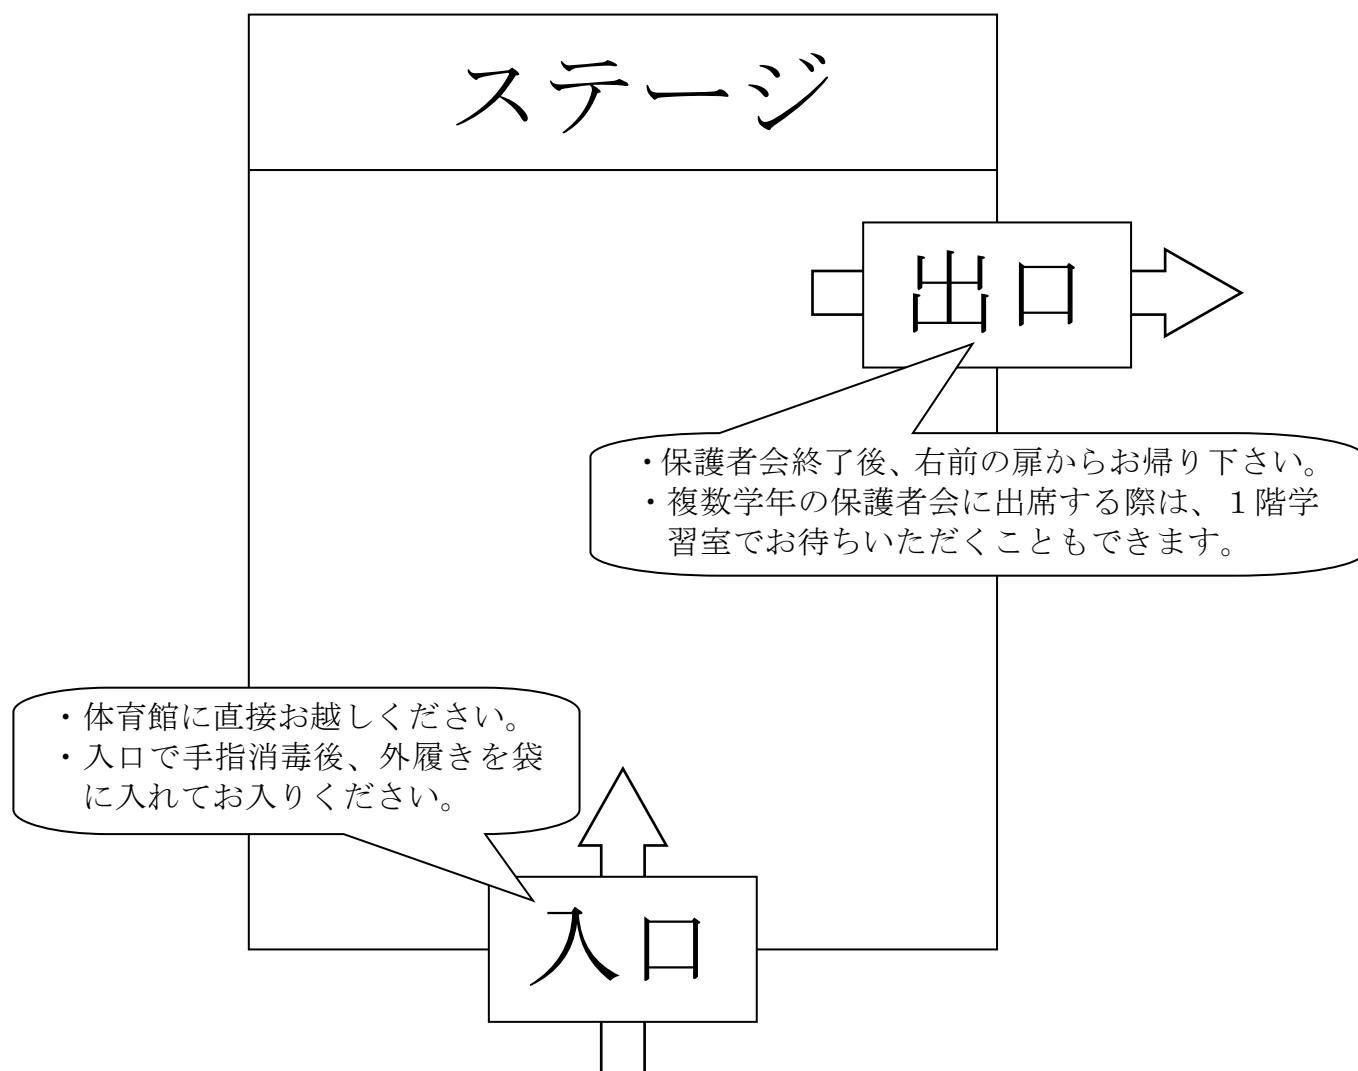 ステージ
出口
・保護者会終了後、右前の扉からお帰り下さい。
・複数学年の保護者会に出席する際は、１階学
習室でお待ちいただくこともできます。
・体育館に直接お越しください。
・入口で手指消毒後、外履きを袋
に入れてお入りください。
入口